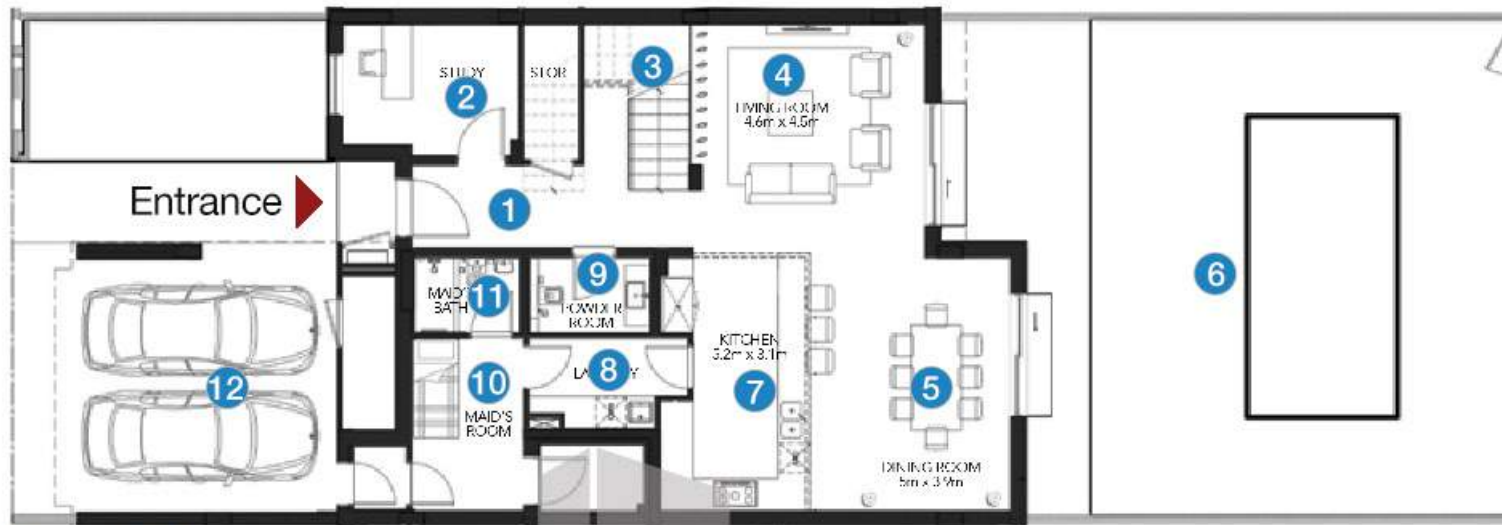 STUDY
2
STOR
3
4
LIVING ROOM
4.6m x 4.5m
Entrance
1
6
9
POWDER
ROOM
11
MAID'S
BATH
KITCHEN
5.2m x 3.1m
7
8
10
MAID'S
ROOM
12
5
DINING ROOM
5m x 3.9m